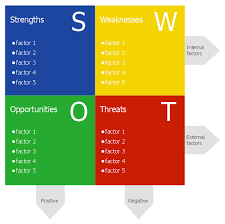 Strengths S
factor 1
factor 2
factor 3
factor 4
factor 5
Weaknesses W
factor 1
factor 2
factor 3
factor 4
factor 5
Internal
factors
Opportunities O
factor 1
factor 2
factor 3
factor 4
factor 5
Threats T
factor 1
factor 2
factor 3
factor 4
factor 5
External
factors
Positive
Negative